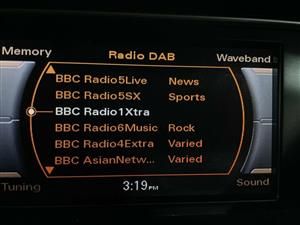 Memory Radio DAB Waveband
BBC Radio5Live News
BBC Radio5SX Sports
BBC Radio1Xtra
BBC Radio6Music Rock
BBC Radio4Extra Varied
BBC AsianNetw... Varied
Tuning 3:19PM Sound